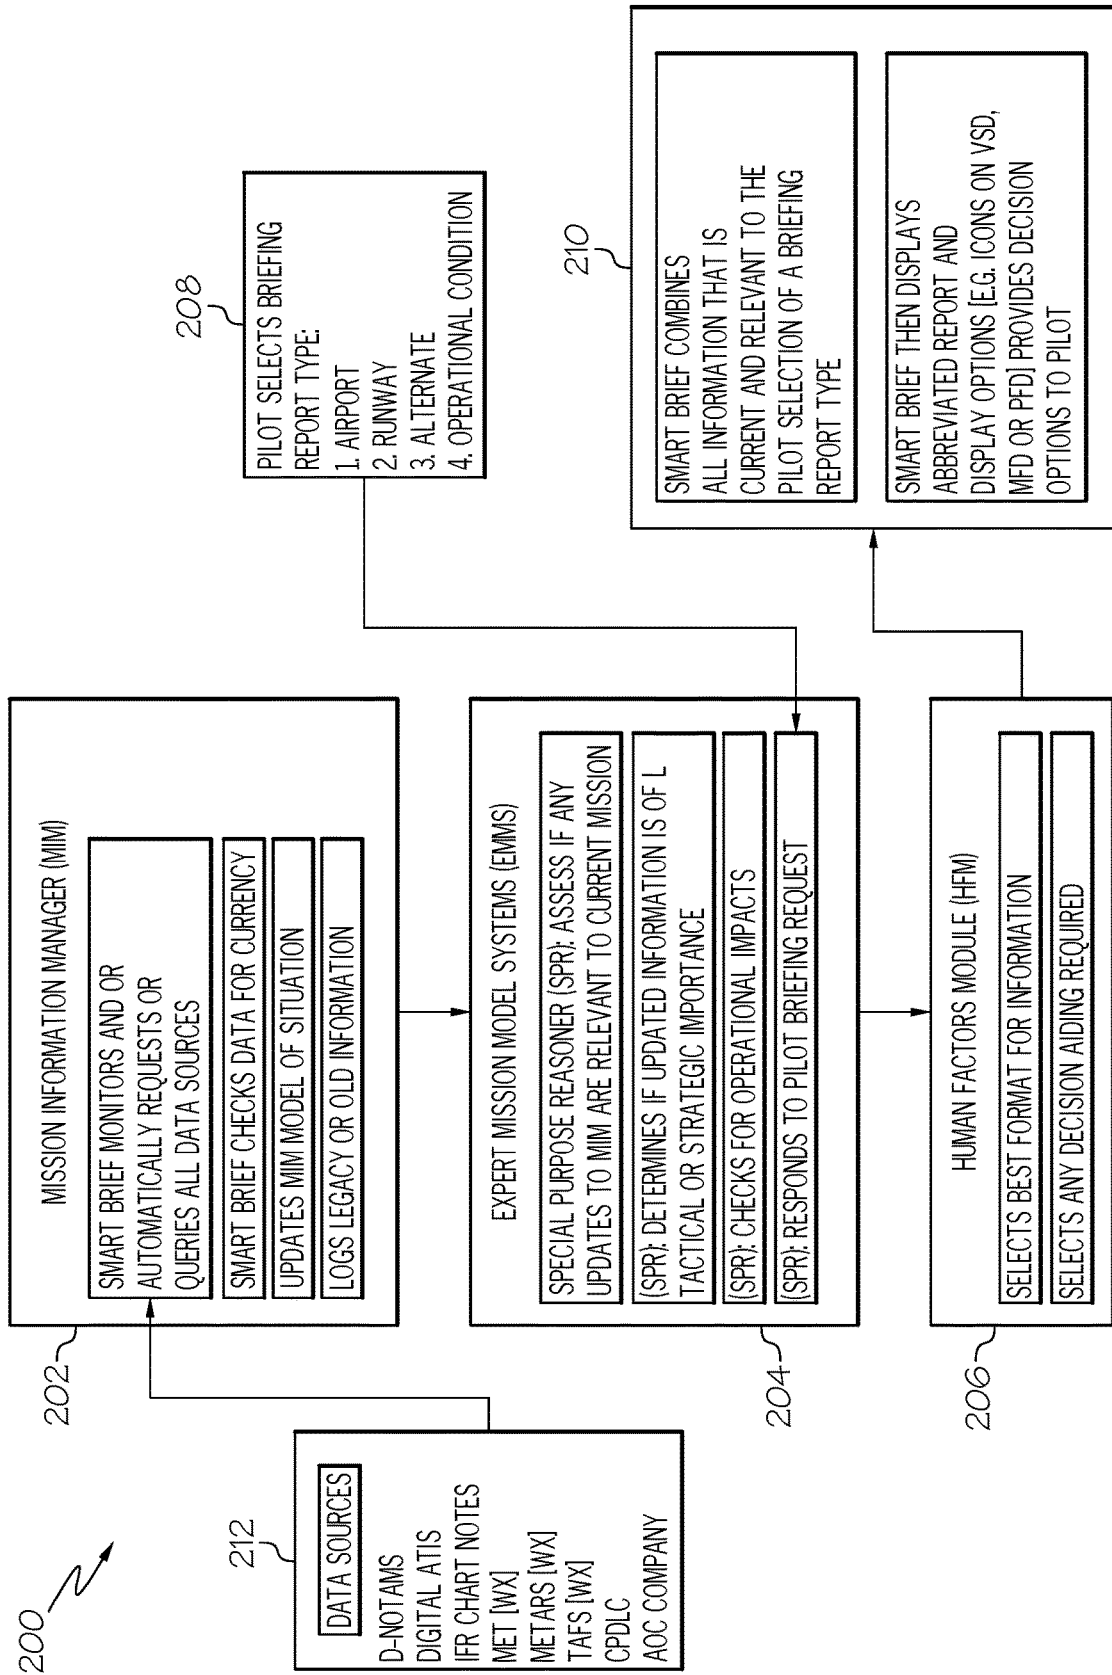 200
212
DATA SOURCES
D-NOTAMS
DIGITAL ATIS
IFR CHART NOTES
MET [WX]
METARS [WX]
TAFS [WX]
CPDLC
AOC COMPANY
202
MISSION INFORMATION MANAGER (MIM)
SMART BRIEF MONITORS AND OR
AUTOMATICALLY REQUESTS OR
QUERIES ALL DATA SOURCES
SMART BRIEF CHECKS DATA FOR CURRENCY
UPDATES MIM MODEL OF SITUATION
LOGS LEGACY OR OLD INFORMATION
204
EXPERT MISSION MODEL SYSTEMS (EMMS)
SPECIAL PURPOSE REASONER (SPR): ASSESS IF ANY
UPDATES TO MIM ARE RELEVANT TO CURRENT MISSION
(SPR): DETERMINES IF UPDATED INFORMATION IS OF L
TACTICAL OR STRATEGIC IMPORTANCE
(SPR): CHECKS FOR OPERATIONAL IMPACTS
(SPR): RESPONDS TO PILOT BRIEFING REQUEST
206
HUMAN FACTORS MODULE (HFM)
SELECTS BEST FORMAT FOR INFORMATION
SELECTS ANY DECISION AIDING REQUIRED
208
PILOT SELECTS BRIEFING
REPORT TYPE:
1. AIRPORT
2. RUNWAY
3. ALTERNATE
4. OPERATIONAL CONDITION
210
SMART BRIEF COMBINES
ALL INFORMATION THAT IS
CURRENT AND RELEVANT TO THE
PILOT SELECTION OF A BRIEFING
REPORT TYPE
SMART BRIEF THEN DISPLAYS
ABBREVIATED REPORT AND
DISPLAY OPTIONS [E.G. ICONS ON VSD,
MFD OR PFD] PROVIDES DECISION
OPTIONS TO PILOT